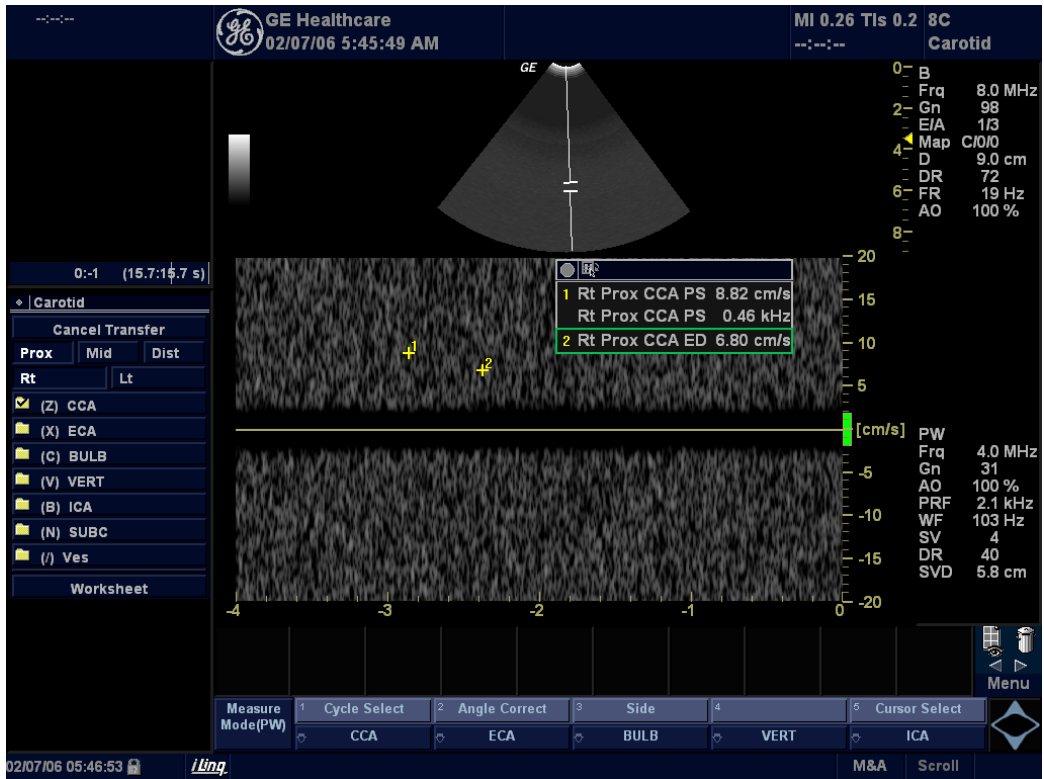 --:--:--
GE Healthcare
02/07/06 5:45:49 AM
MI 0.26 TIs 0.2
--:--:--
8C
Carotid
GE
0
2
4
6
8
B
Frq 8.0 MHz
Gn 98
E/A 1/3
Map C/0/0
D 9.0 cm
DR 72
FR 19 Hz
AO 100 %
0:-1 (15.7:15.7 s)
Carotid
Cancel Transfer
Prox Mid Dist
Rt Lt
(Z) CCA
(X) ECA
(C) BULB
(V) VERT
(B) ICA
(N) SUBC
(/) Ves
Worksheet
1 Rt Prox CCA PS 8.82 cm/s
Rt Prox CCA PS 0.46 kHz
2 Rt Prox CCA ED 6.80 cm/s
1
2
20
15
10
5
[cm/s]
-5
-10
-15
-20
-4 -3 -2 -1 0
PW
Frq 4.0 MHz
Gn 31
AO 100 %
PRF 2.1 kHz
WF 103 Hz
SV 4
DR 40
SVD 5.8 cm
Menu
Measure
Mode(PW)
1 Cycle Select 2 Angle Correct 3 Side 4 5 Cursor Select
CCA ECA BULB VERT ICA
02/07/06 05:46:53 iLinq M&A Scroll